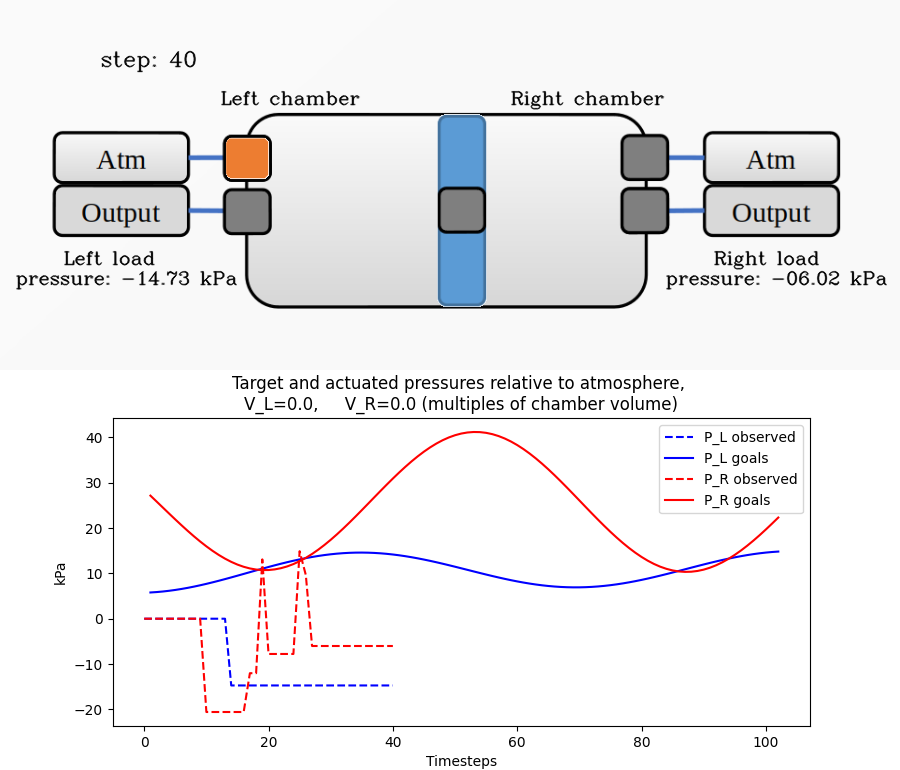 step: 40
Left chamber
Right chamber
Atm
Atm
Output
Output
Left load
pressure: -14.73 kPa
Right load
pressure: -06.02 kPa
Target and actuated pressures relative to atmosphere,
V_L=0.0, V_R=0.0 (multiples of chamber volume)
P_L observed
P_L goals
P_R observed
P_R goals
kPa
40
30
20
10
0
−10
−20
0 20 40 60 80 100
Timesteps